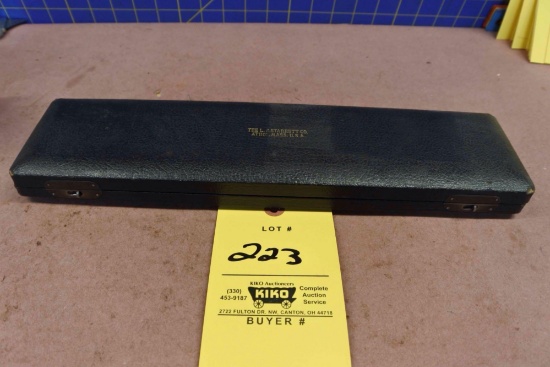 THE L.S. STARRETT CO.
ATHOL, MASS. U.S.A.
LOT #
223
KIKO Auctioneers
(330)
453-9187
KIKO
Complete
Auction
Service
2722 FULTON DR. NW, CANTON, OH 44718
BUYER #